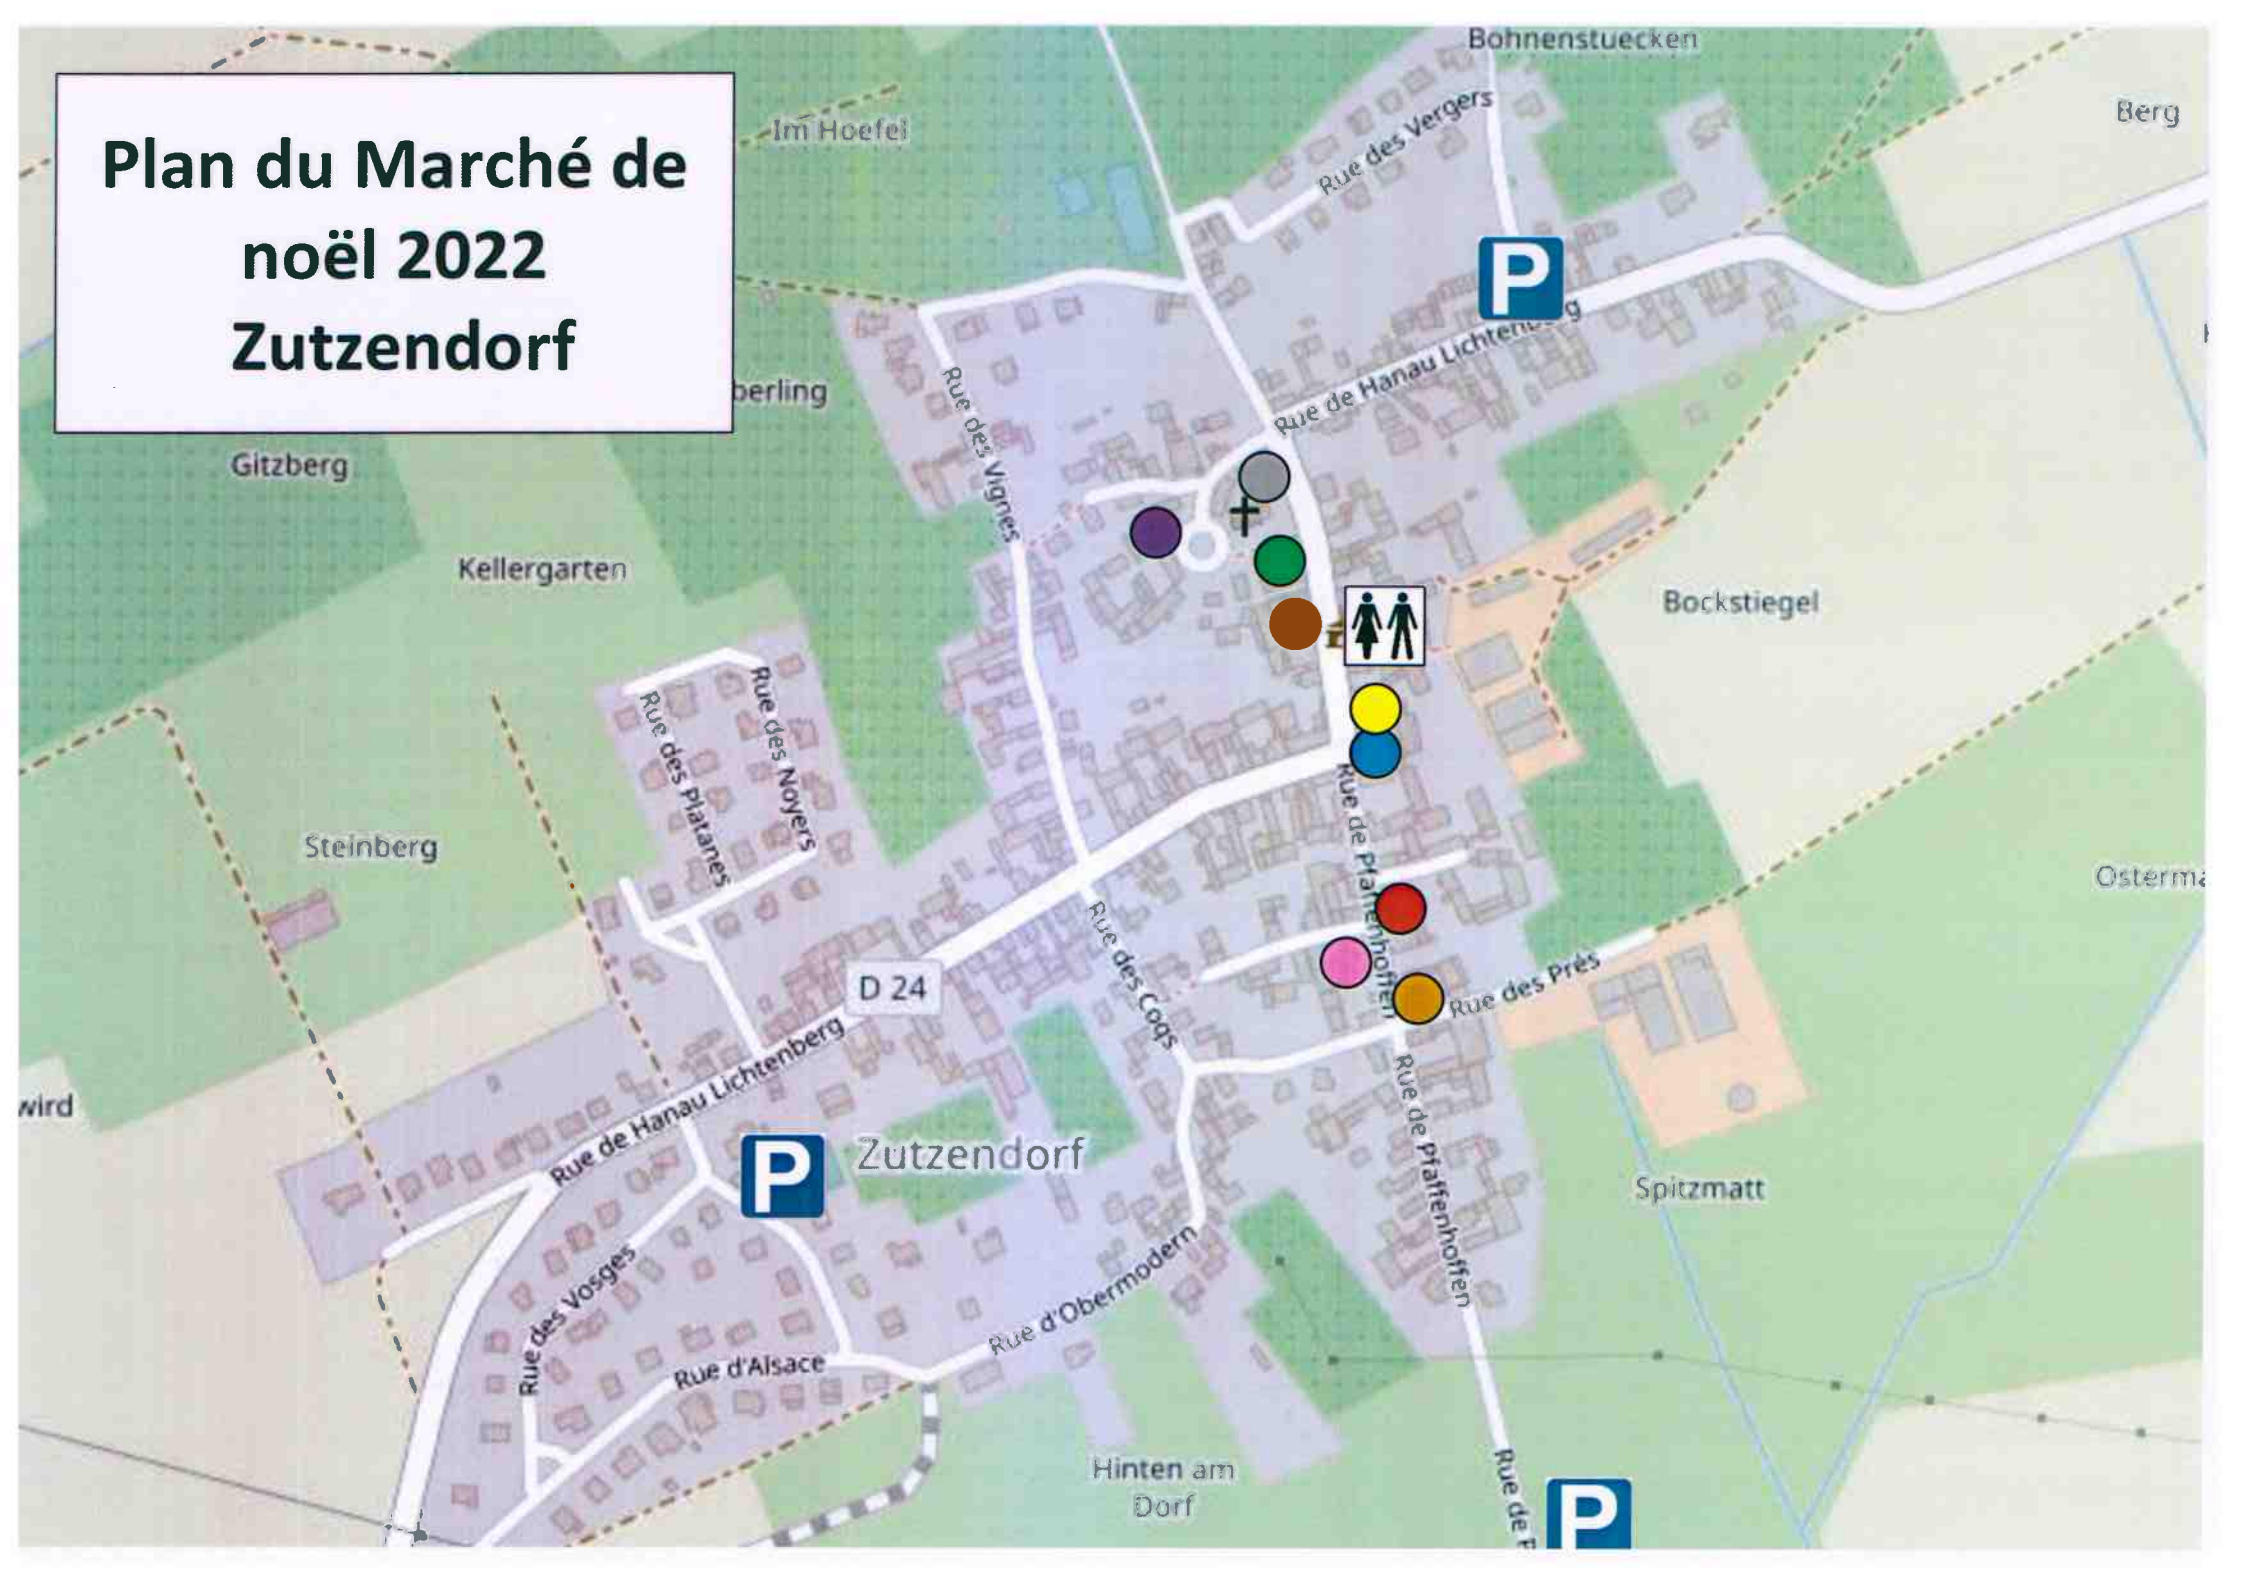 Plan du Marché de
noël 2022
Zutzendorf
Bohnenstuecken
Berg
Im Hoefel
Rue des Vergers
P
Rue de Hanau Lichtenberg
berling
Rue des Vignes
Gitzberg
Kellergarten
Bockstiegel
Rue des Noyers
Rue des Platanes
Rue de Pfaffenhoffen
Steinberg
Osterma
Rue des Coqs
Rue des Prés
D 24
Rue de Hanau Lichtenberg
wird
P
Zutzendorf
Rue de Pfaffenhoffen
Spitzmatt
Rue des Vosges
Rue d'Obermodern
Rue d'Alsace
Hinten am
Dorf
Rue de P
P